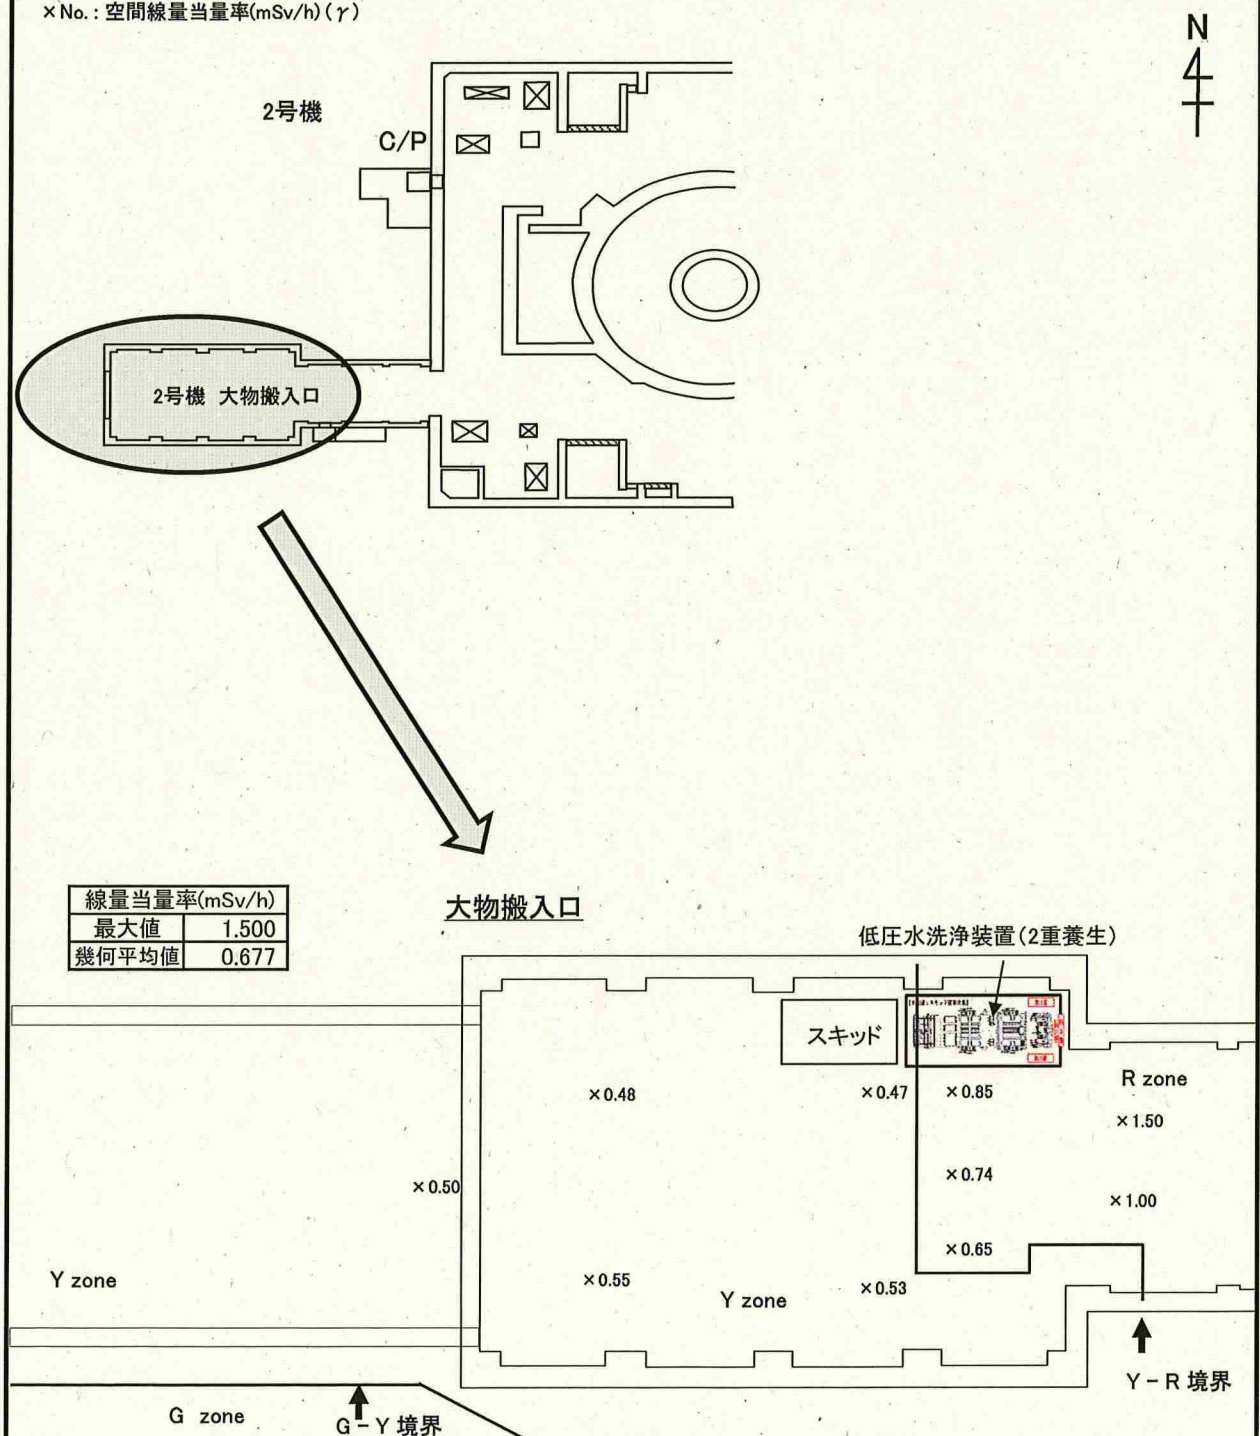 ×No.:空間線量当量率(mSv/h)(γ)
N
2号機
C/P
2号機 大物搬入口
線量当量率(mSv/h)
最大値 1.500
幾何平均値 0.677
大物搬入口
低圧水洗浄装置(2重養生)
スキッド
R zone
×0.48
×0.47
×0.85
×1.50
×0.50
×0.74
×1.00
×0.65
Y zone
×0.55
×0.53
Y zone
Y-R 境界
G zone
G-Y 境界